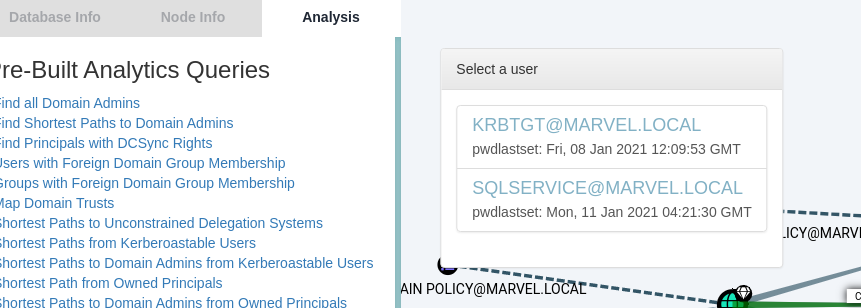 Database Info
Node Info
Analysis
re-Built Analytics Queries
ind all Domain Admins
ind Shortest Paths to Domain Admins
ind Principals with DCSync Rights
Users with Foreign Domain Group Membership
Groups with Foreign Domain Group Membership
Map Domain Trusts
Shortest Paths to Unconstrained Delegation Systems
Shortest Paths from Kerberoastable Users
Shortest Paths to Domain Admins from Kerberoastable Users
Shortest Path from Owned Principals
Shortest Paths to Domain Admins from Owned Principals
Select a user
KRBTGT@MARVEL.LOCAL
pwdlastset: Fri, 08 Jan 2021 12:09:53 GMT
SQLSERVICE@MARVEL.LOCAL
pwdlastset: Mon, 11 Jan 2021 04:21:30 GMT
LICY@MARV
AIN POLICY@MARVEL.LOCAL